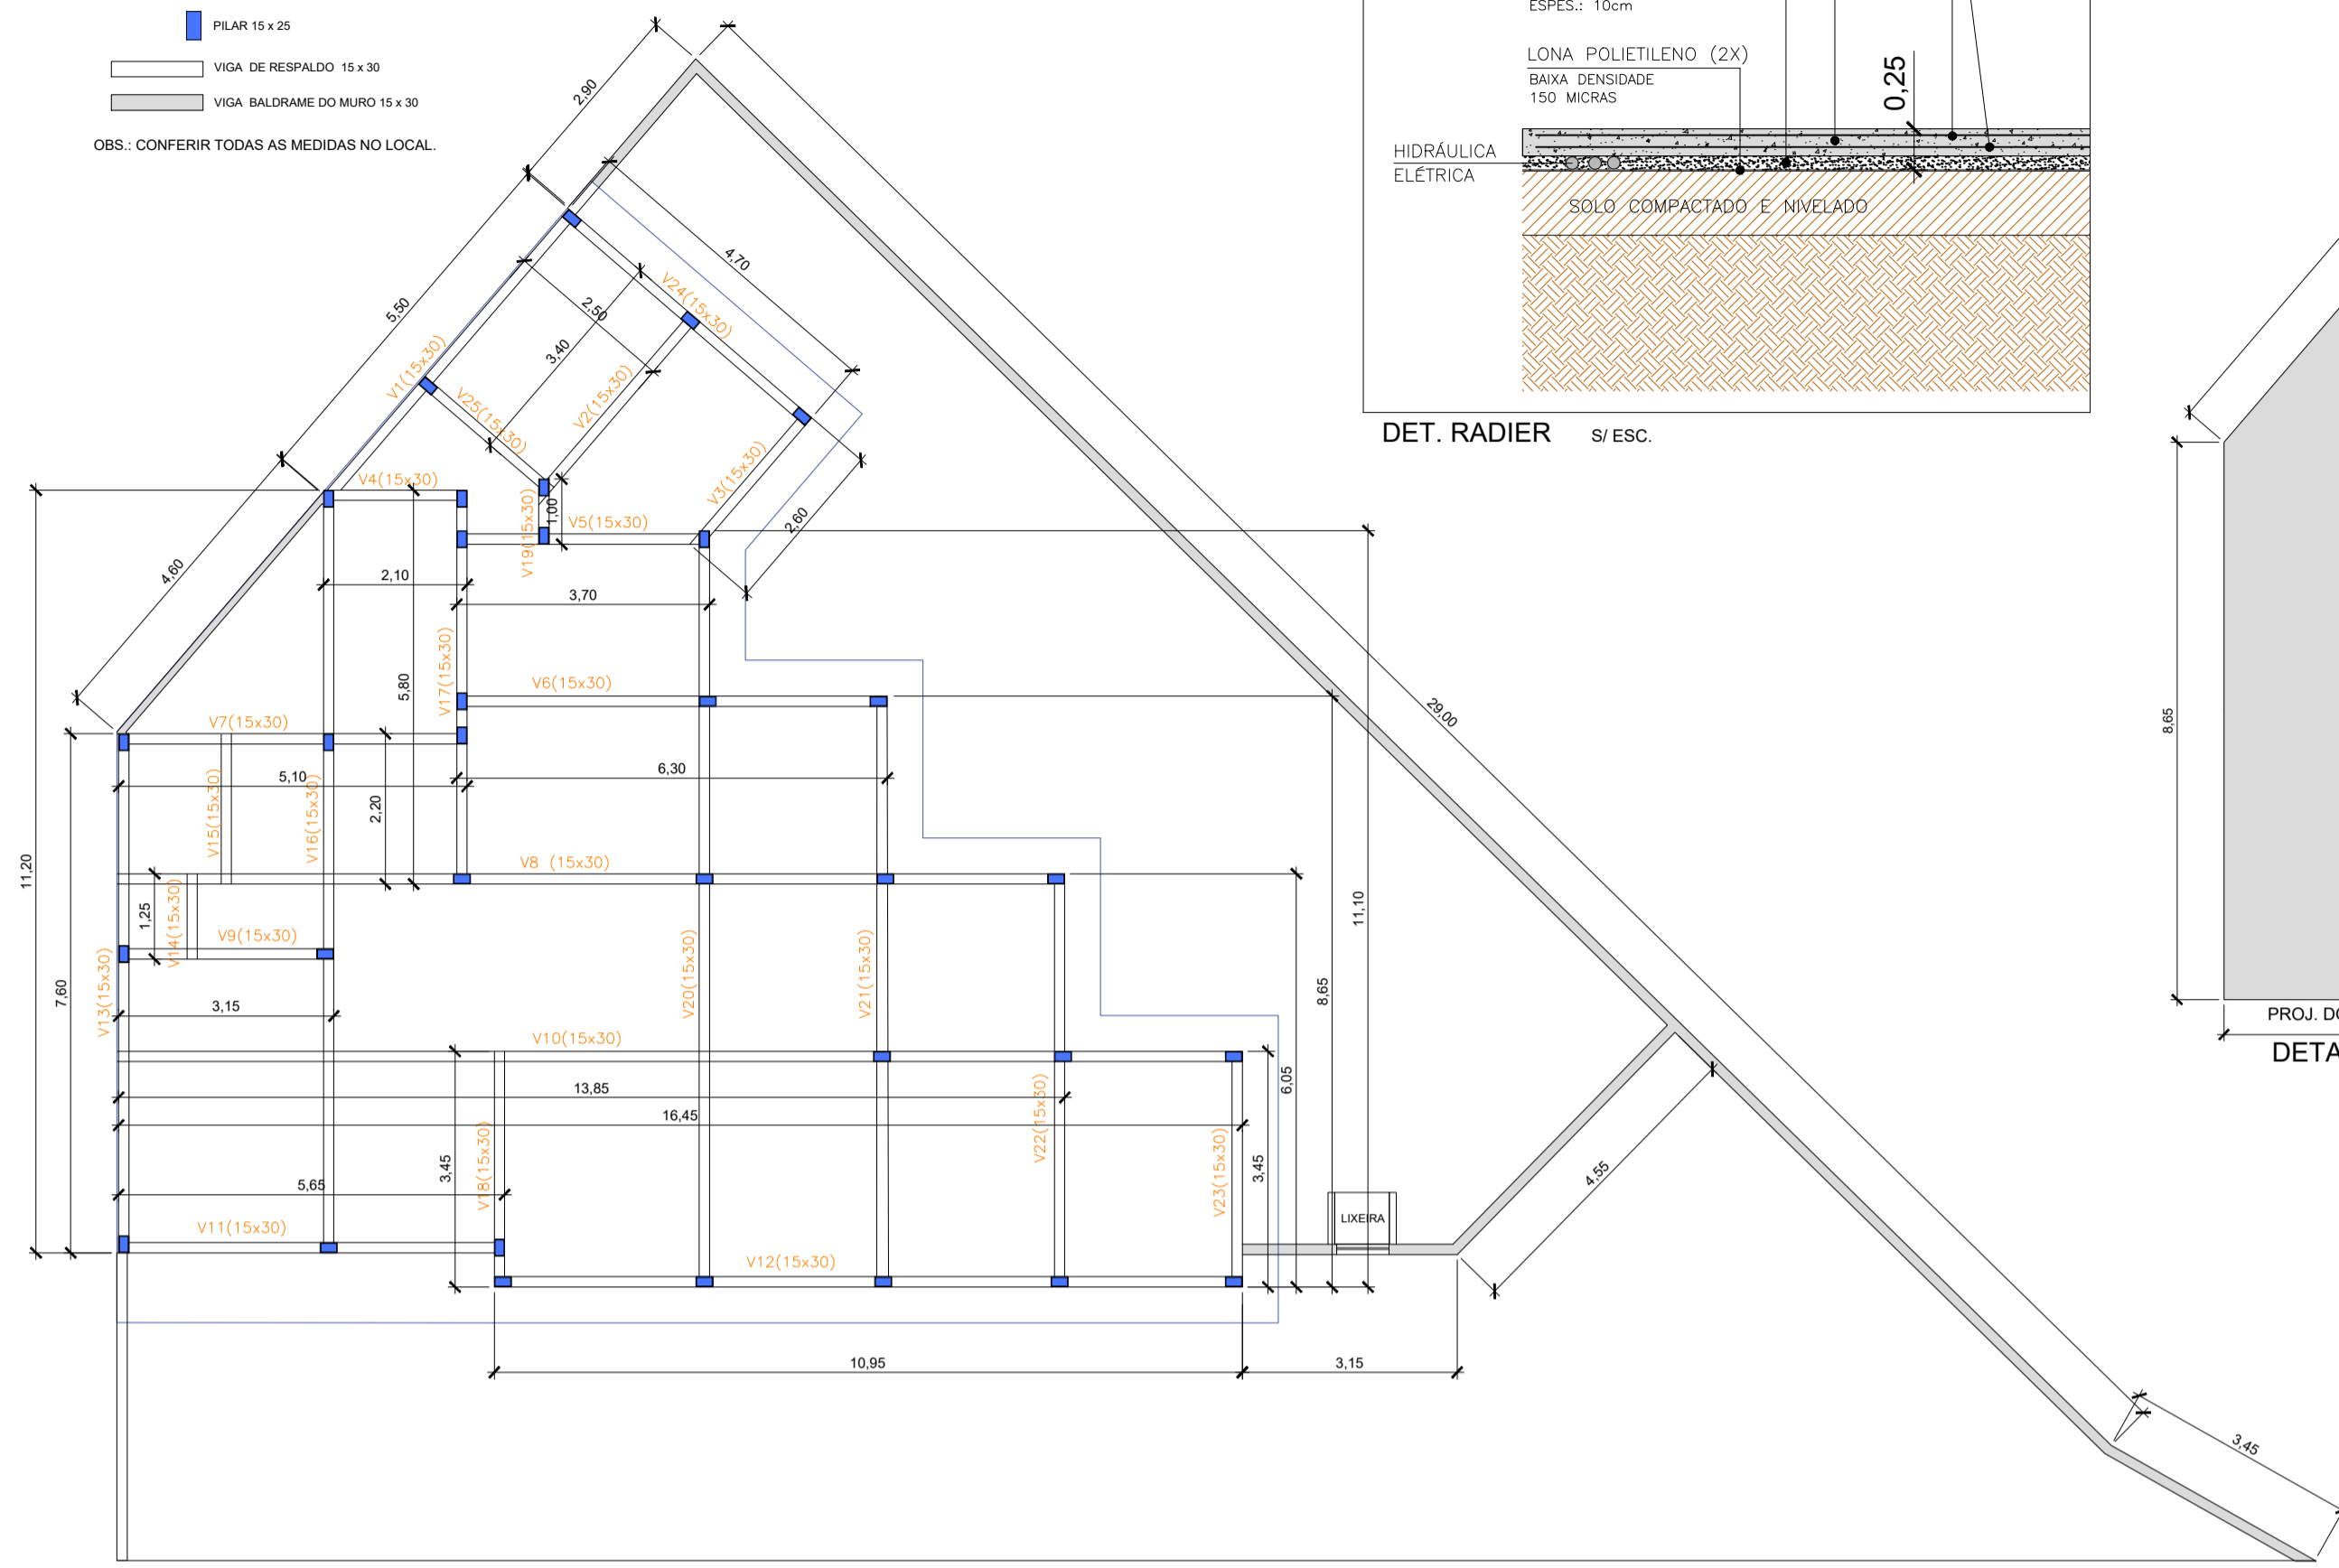 PILAR 15 x 25
VIGA DE RESPALDO 15 x 30
VIGA BALDRAME DO MURO 15 x 30
OBS.: CONFERIR TODAS AS MEDIDAS NO LOCAL.
ESPES.: 10cm
LONA POLIETILENO (2X)
BAIXA DENSIDADE
150 MICRAS
0,25
HIDRÁULICA
ELÉTRICA
SOLO COMPACTADO E NIVELADO
DET. RADIER S/ ESC.
2,90
4,70
V24(15x30)
5,50
2,50
3,40
V1(15x30)
V25(15x30)
V2(15x30)
V3(15x30)
V4(15x30)
V19(15x30)
1,00
V5(15x30)
2,60
4,60
2,10
3,70
5,80
V17(15x30)
V6(15x30)
29,00
8,65
V7(15x30)
5,10
6,30
V15(15x30)
V16(15x30)
2,20
11,20
V8 (15x30)
1,25
V14(15x30)
V9(15x30)
11,10
V13(15x30)
7,60
V20(15x30)
V21(15x30)
8,65
3,15
V10(15x30)
PROJ. DO
DETA
13,85
16,45
6,05
V22(15x30)
3,45
V18(15x30)
V23(15x30)
3,45
4,55
5,65
V11(15x30)
LIXEIRA
V12(15x30)
10,95
3,15
3,45